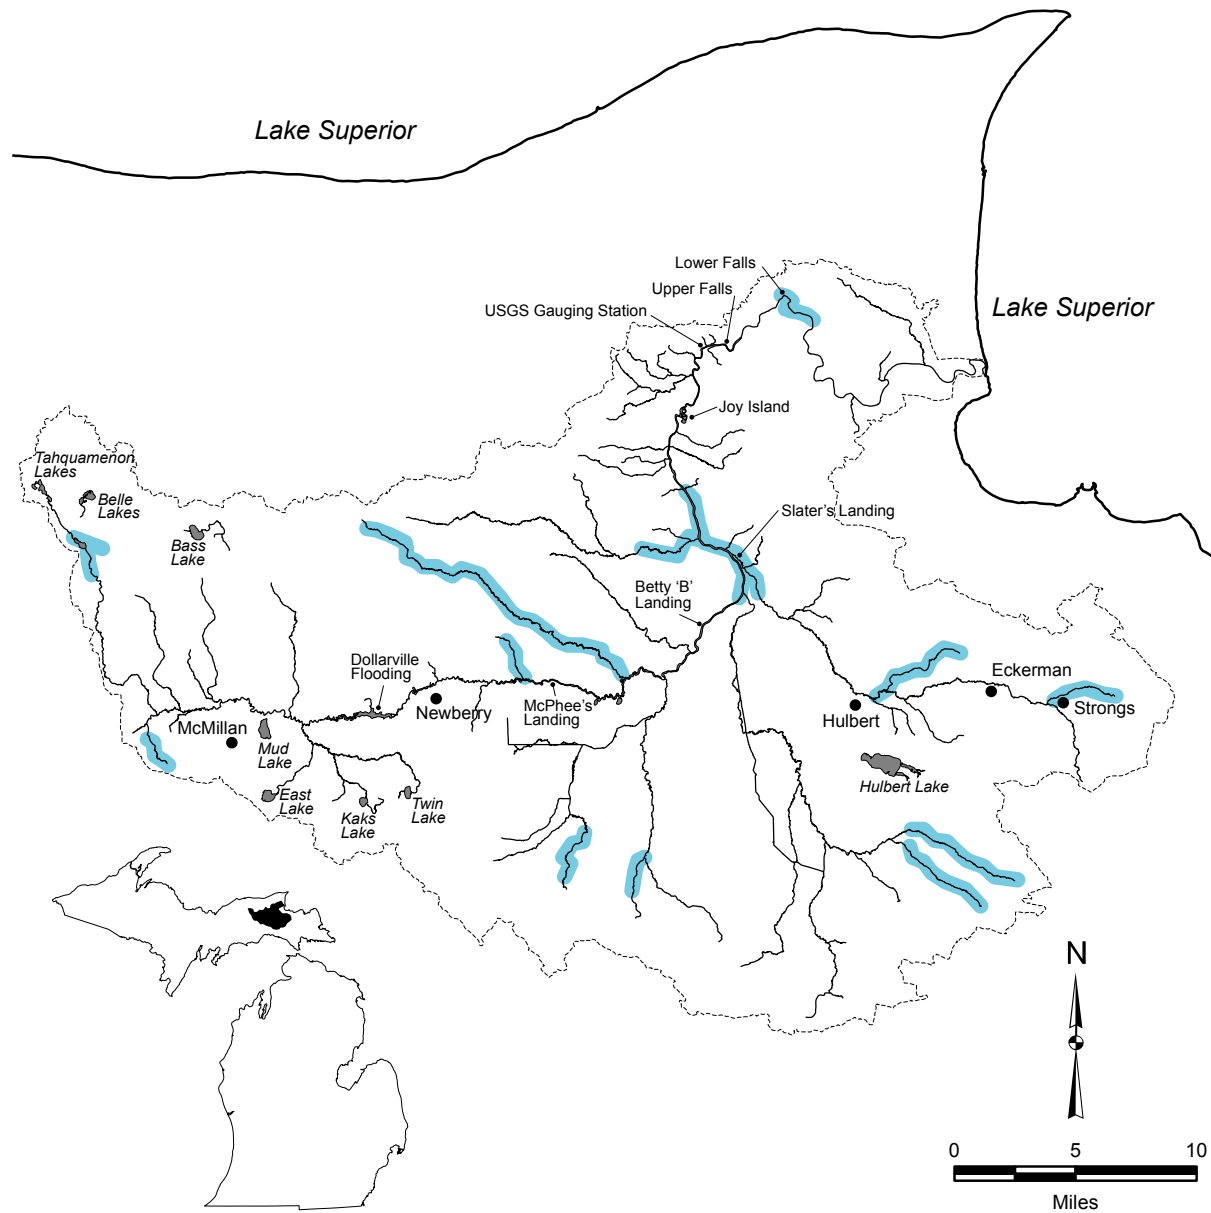 Lake Superior
Lower Falls
Upper Falls
USGS Gauging Station
Lake Superior
Joy Island
Tahquamenon
Lakes
Belle
Lakes
Bass
Lake
Slater's Landing
Betty ‘B’
Landing
Dollarville
Flooding
Newberry
McPhee's
Landing
Eckerman
Strongs
Hulbert
Hulbert Lake
McMillan
Mud
Lake
East
Lake
Kaks
Lake
Twin
Lake
N
0 5 10
Miles